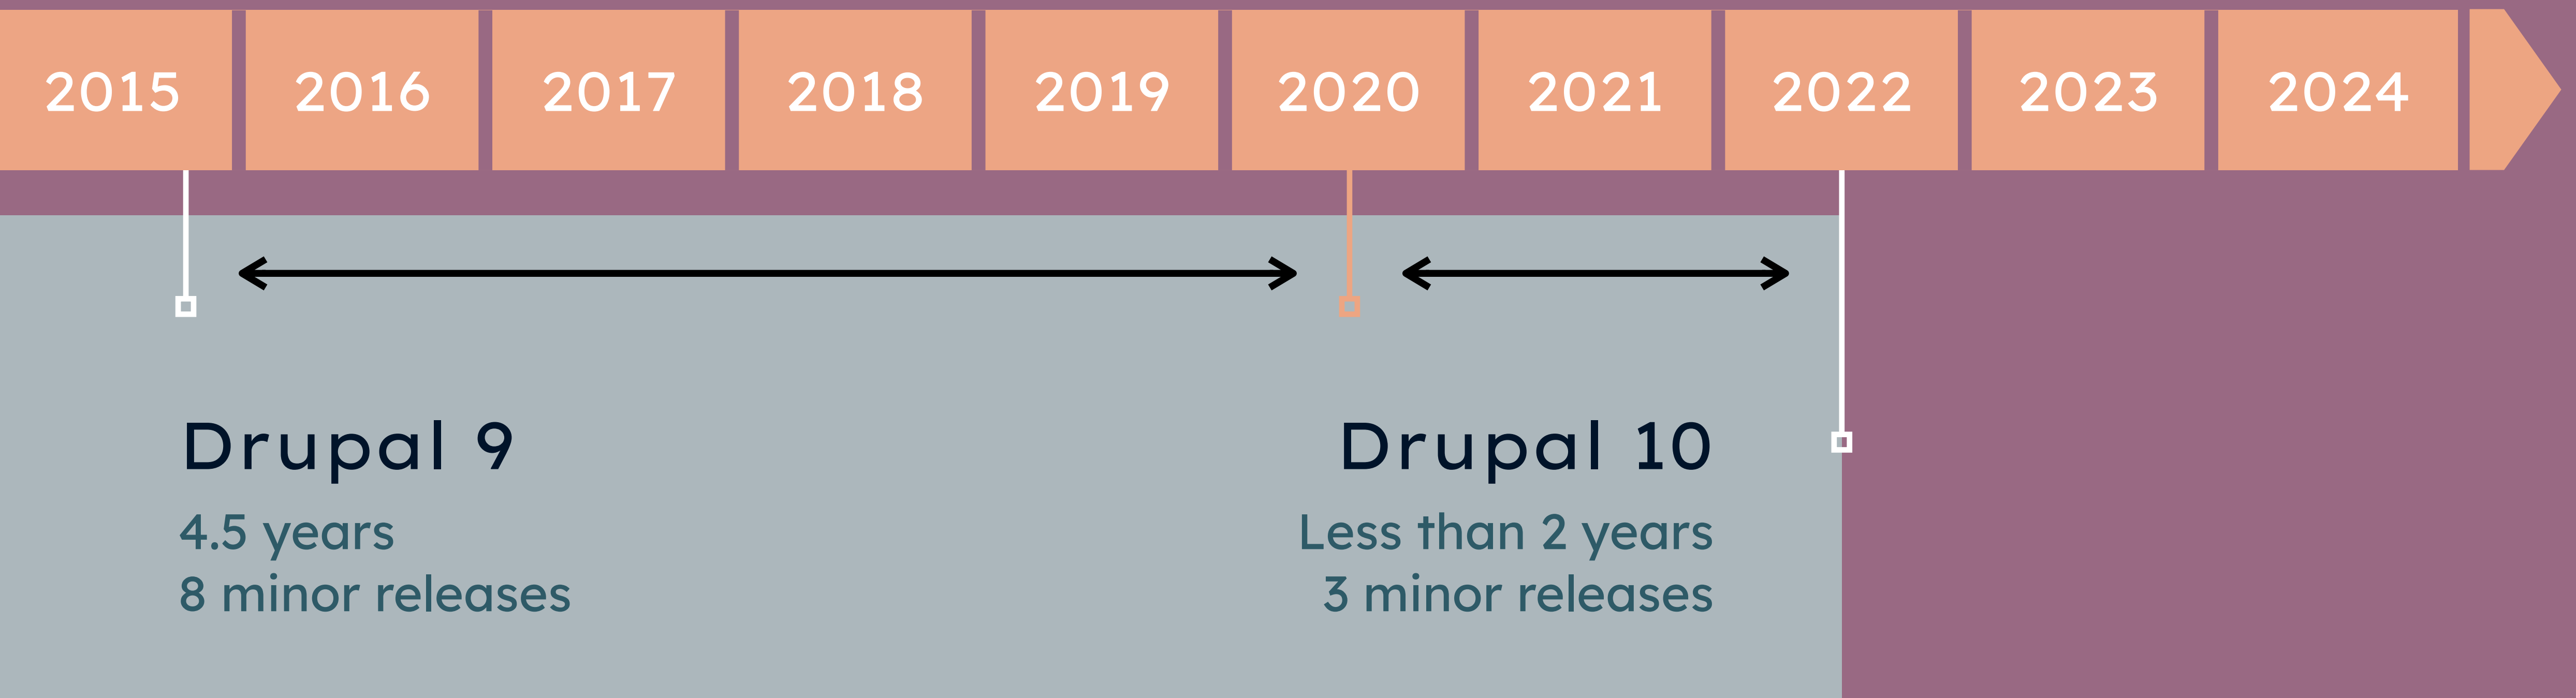 2015 2016 2017 2018 2019 2020 2021 2022 2023 2024
Drupal 9
4.5 years
8 minor releases
Drupal 10
Less than 2 years
3 minor releases